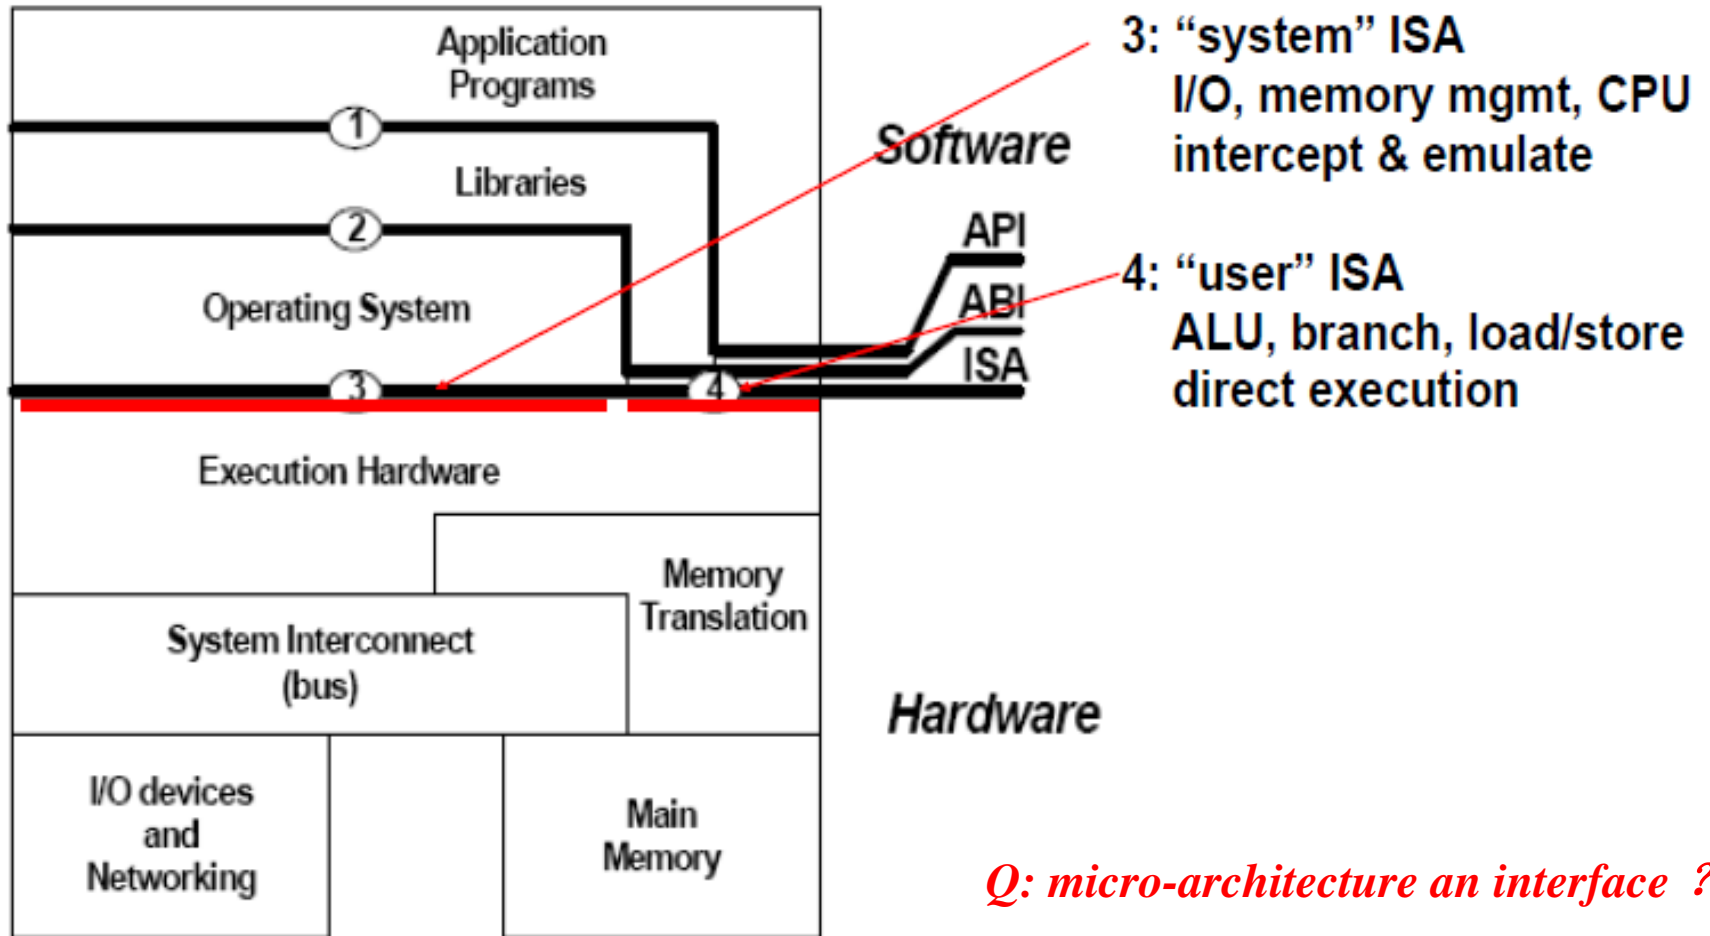 Application
Programs
1
Libraries
2
Operating System
3
4
Execution Hardware
Memory
Translation
System Interconnect
(bus)
I/O devices
and
Networking
Main
Memory
Software
API
ABI
ISA
Hardware
3: “system” ISA
I/O, memory mgmt, CPU
intercept & emulate
4: “user” ISA
ALU, branch, load/store
direct execution
Q: micro-architecture an interface ?